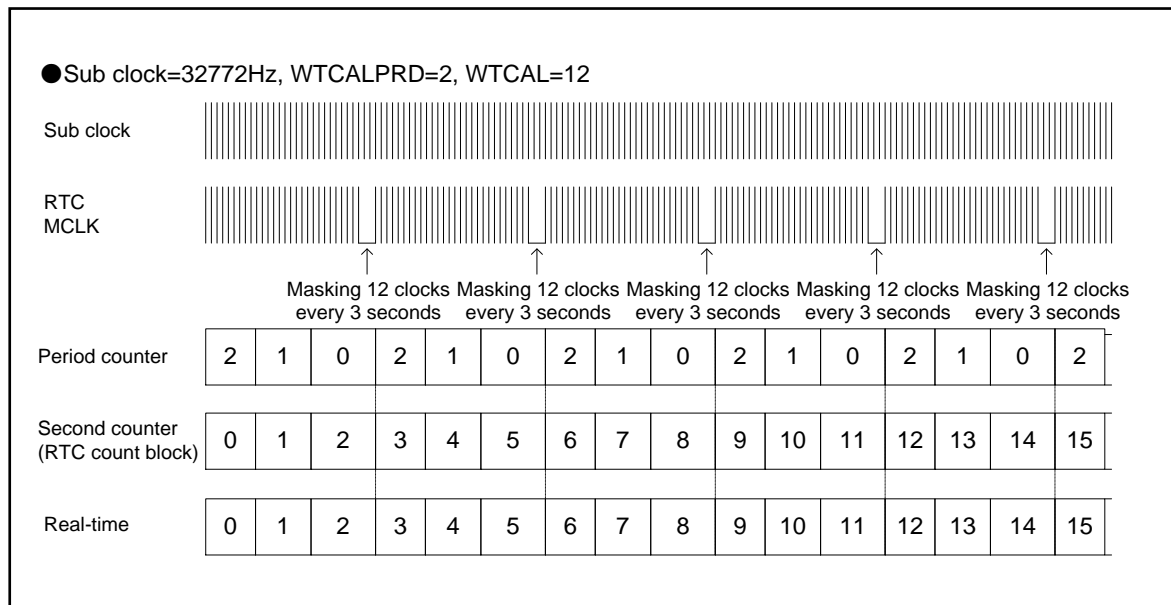 ●Sub clock=32772Hz, WTCALPRD=2, WTCAL=12
Sub clock
RTC
MCLK
Masking 12 clocks Masking 12 clocks Masking 12 clocks Masking 12 clocks Masking 12 clocks
every 3 seconds every 3 seconds every 3 seconds every 3 seconds every 3 seconds
Period counter 2 1 0 2 1 0 2 1 0 2 1 0 2 1 0 2
Second counter
(RTC count block) 0 1 2 3 4 5 6 7 8 9 10 11 12 13 14 15
Real-time 0 1 2 3 4 5 6 7 8 9 10 11 12 13 14 15